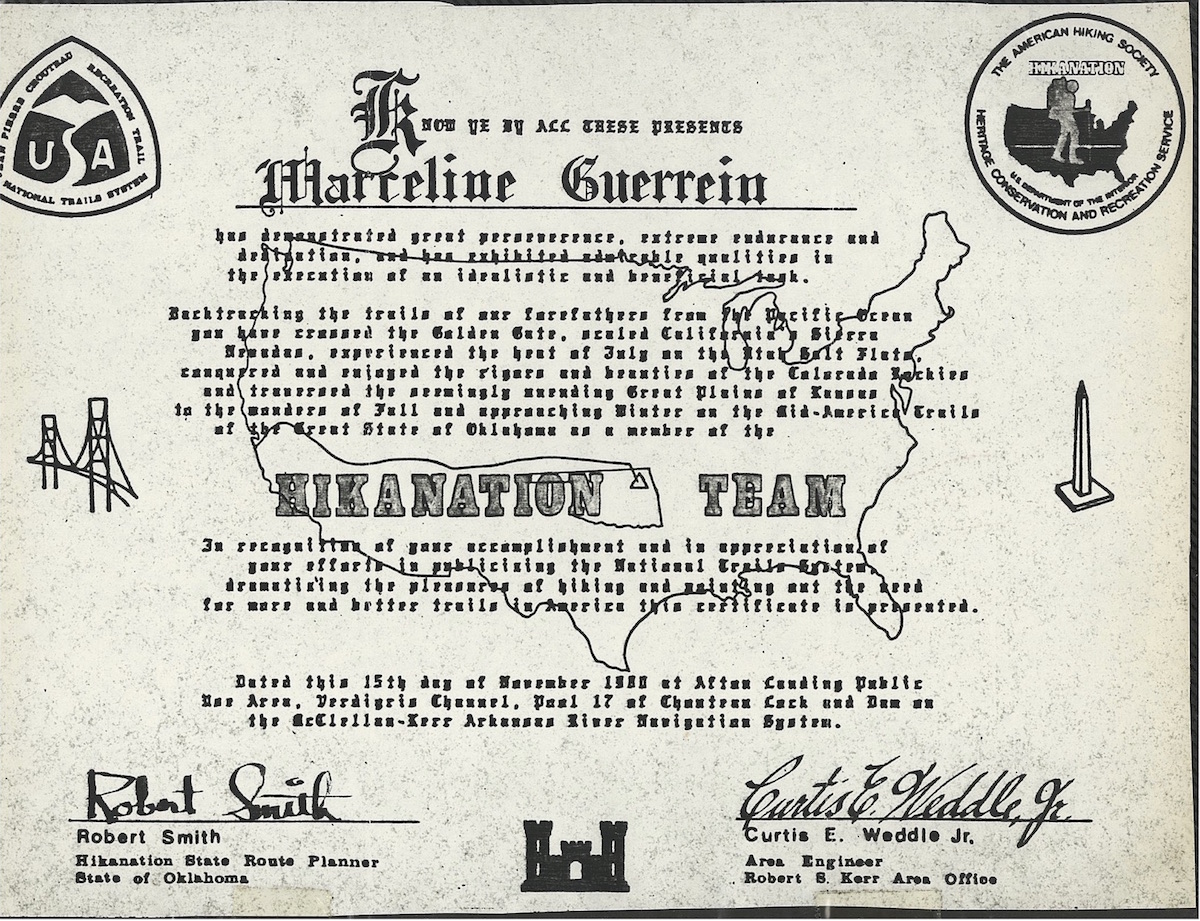 JEAN PIERRE CHOUTEAU RECREATION TRAIL
USA
NATIONAL TRAILS SYSTEM
THE AMERICAN HIKING SOCIETY
HIKANATION
U.S. DEPARTMENT OF THE INTERIOR
HERITAGE CONSERVATION AND RECREATION SERVICE
KNOW YE BY ALL THESE PRESENTS
Marceline Guerrein
has demonstrated great perseverence, extreme endurance and
dedication, and has exhibited admirable qualities in
the execution of an idealistic and beneficial task.
Backtracking the trails of our forefathers from the Pacific Ocean
you have crossed the Golden Gate, scaled California's Sierra
Nevadas, experienced the heat of July on the Utah Salt Flats,
conquered and enjoyed the rigors and beauties of the Colorado Rockies
and traversed the seemingly unending Great Plains of Kansas
to the wonders of Fall and approaching Winter on the Mid-America Trails
of the Great State of Oklahoma as a member of the
HIKANATION TEAM
In recognition of your accomplishment and in appreciation of
your efforts in publicizing the National Trails System,
dramatizing the pleasures of hiking and pointing out the need
for more and better trails in America this certificate is presented.
Dated this 15th day of November 1980 at Afton Landing Public
Use Area, Verdigris Channel, Pool 17 of Chouteau Lock and Dam on
the McClellan-Kerr Arkansas River Navigation System.
Robert Smith
Robert Smith
Hikanation State Route Planner
State of Oklahoma
Curtis E. Weddle, Jr.
Curtis E. Weddle Jr.
Area Engineer
Robert S. Kerr Area Office